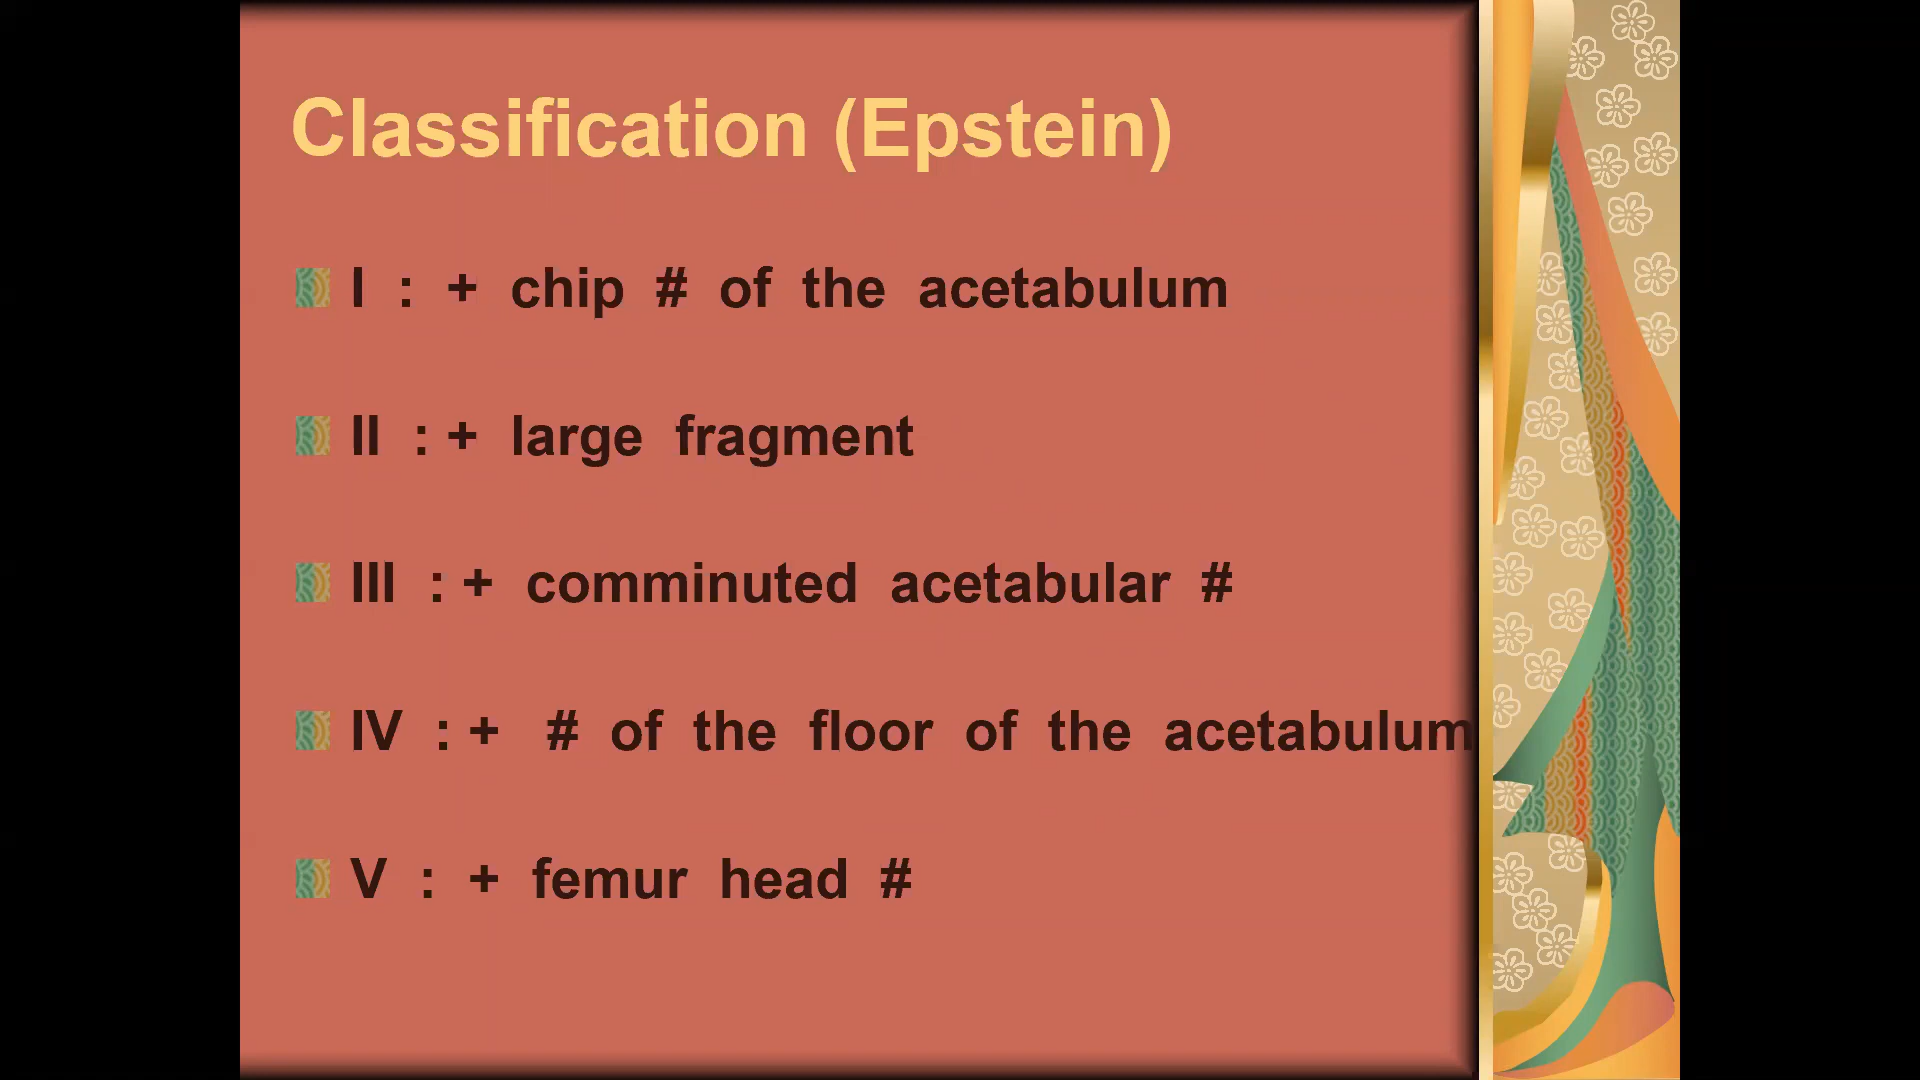 Classification (Epstein)
I : + chip # of the acetabulum
II : + large fragment
III : + comminuted acetabular #
IV : + # of the floor of the acetabulum
V : + femur head #